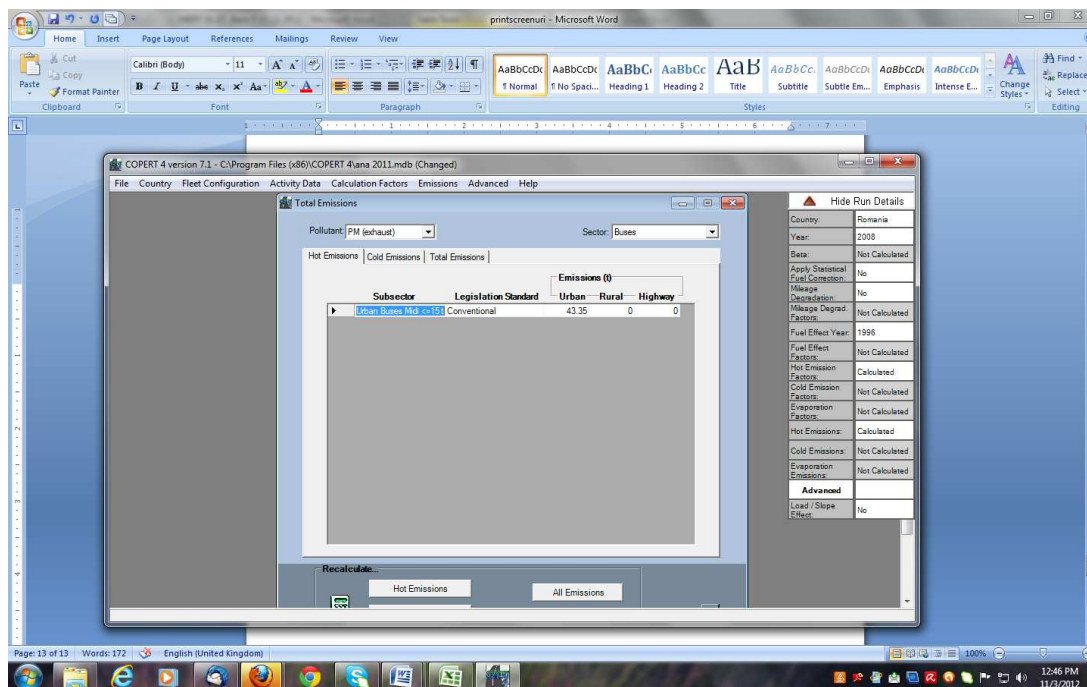 printscreenuri - Microsoft Word
Home Insert Page Layout References Mailings Review View
Cut
Copy
Format Painter
Paste
Calibri (Body) 11
AaBbCcDc AaBbCcDc AaBbC AaBbCc AaB AaBbCc. AaBbCcDi AaBbCcDi AaBbCcDi
¶ Normal ¶ No Spaci... Heading 1 Heading 2 Title Subtitle Subtle Em... Emphasis Intense E...
Change Styles
Find
Replace
Select
Clipboard Font Paragraph Styles Editing
COPERT 4 version 7.1 - C:\Program Files (x86)\COPERT 4\ana 2011.mdb (Changed)
File Country Fleet Configuration Activity Data Calculation Factors Emissions Advanced Help
Total Emissions
Pollutant: PM (exhaust) Sector: Buses
Hot Emissions Cold Emissions Total Emissions
Emissions (t)
Subsector Legislation Standard Urban Rural Highway
Urban Buses Midi <=15t Conventional 43.35 0 0
Recalculate...
Hot Emissions All Emissions
Hide Run Details
Country: Romania
Year: 2008
Beta: Not Calculated
Apply Statistical Fuel Correction: No
Mileage Degradation: No
Mileage Degrad. Factors: Not Calculated
Fuel Effect Year: 1996
Fuel Effect Factors: Not Calculated
Hot Emission Factors: Calculated
Cold Emission Factors: Not Calculated
Evaporation Factors: Not Calculated
Hot Emissions: Calculated
Cold Emissions: Not Calculated
Evaporation Emissions: Not Calculated
Advanced
Load / Slope Effect: No
Page: 13 of 13 Words: 172 English (United Kingdom) 100%
12:46 PM
11/3/2012